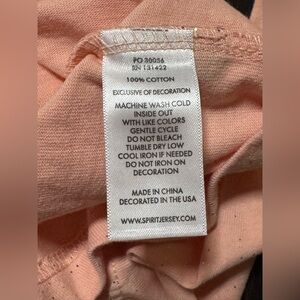 PO 30056
RN 131422
100% COTTON
EXCLUSIVE OF DECORATION
MACHINE WASH COLD
INSIDE OUT
WITH LIKE COLORS
GENTLE CYCLE
DO NOT BLEACH
TUMBLE DRY LOW
COOL IRON IF NEEDED
DO NOT IRON ON
DECORATION
MADE IN CHINA
DECORATED IN THE USA
WWW.SPIRITJERSEY.COM